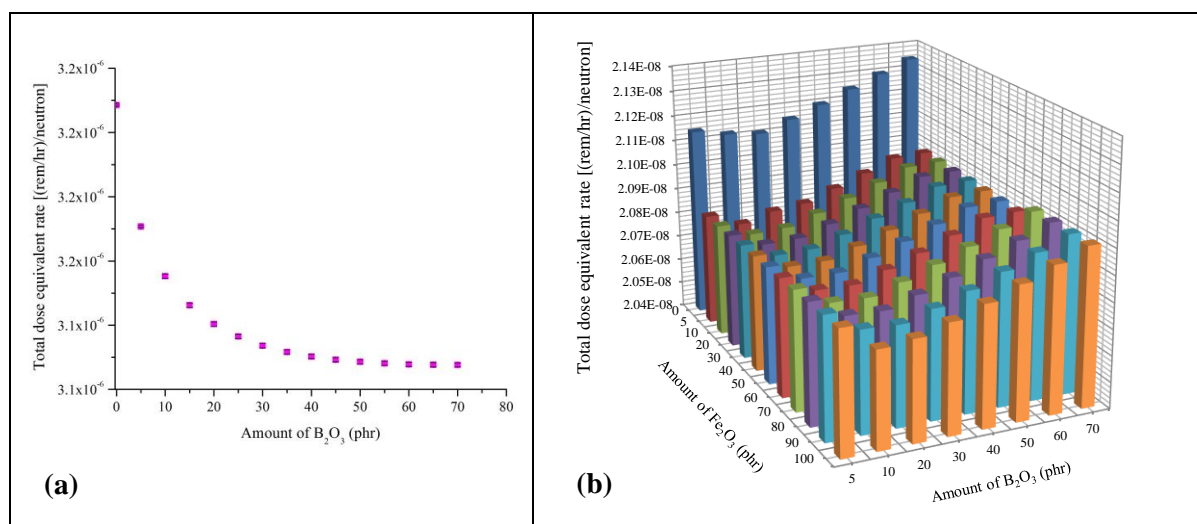 3.2x10⁻⁶
3.2x10⁻⁶
3.2x10⁻⁶
3.2x10⁻⁶
3.1x10⁻⁶
3.1x10⁻⁶
Total dose equivalent rate [(rem/hr)/neutron]
0 10 20 30 40 50 60 70 80
Amount of B₂O₃ (phr)
(a)
Total dose equivalent rate [(rem/hr)/neutron]
2.14E-08
2.13E-08
2.12E-08
2.11E-08
2.10E-08
2.09E-08
2.08E-08
2.07E-08
2.06E-08
2.05E-08
2.04E-08
0
5
10
20
30
40
50
60
70
80
90
100
Amount of Fe₂O₃ (phr)
5 10 20 30 40 50 60 70
Amount of B₂O₃ (phr)
(b)